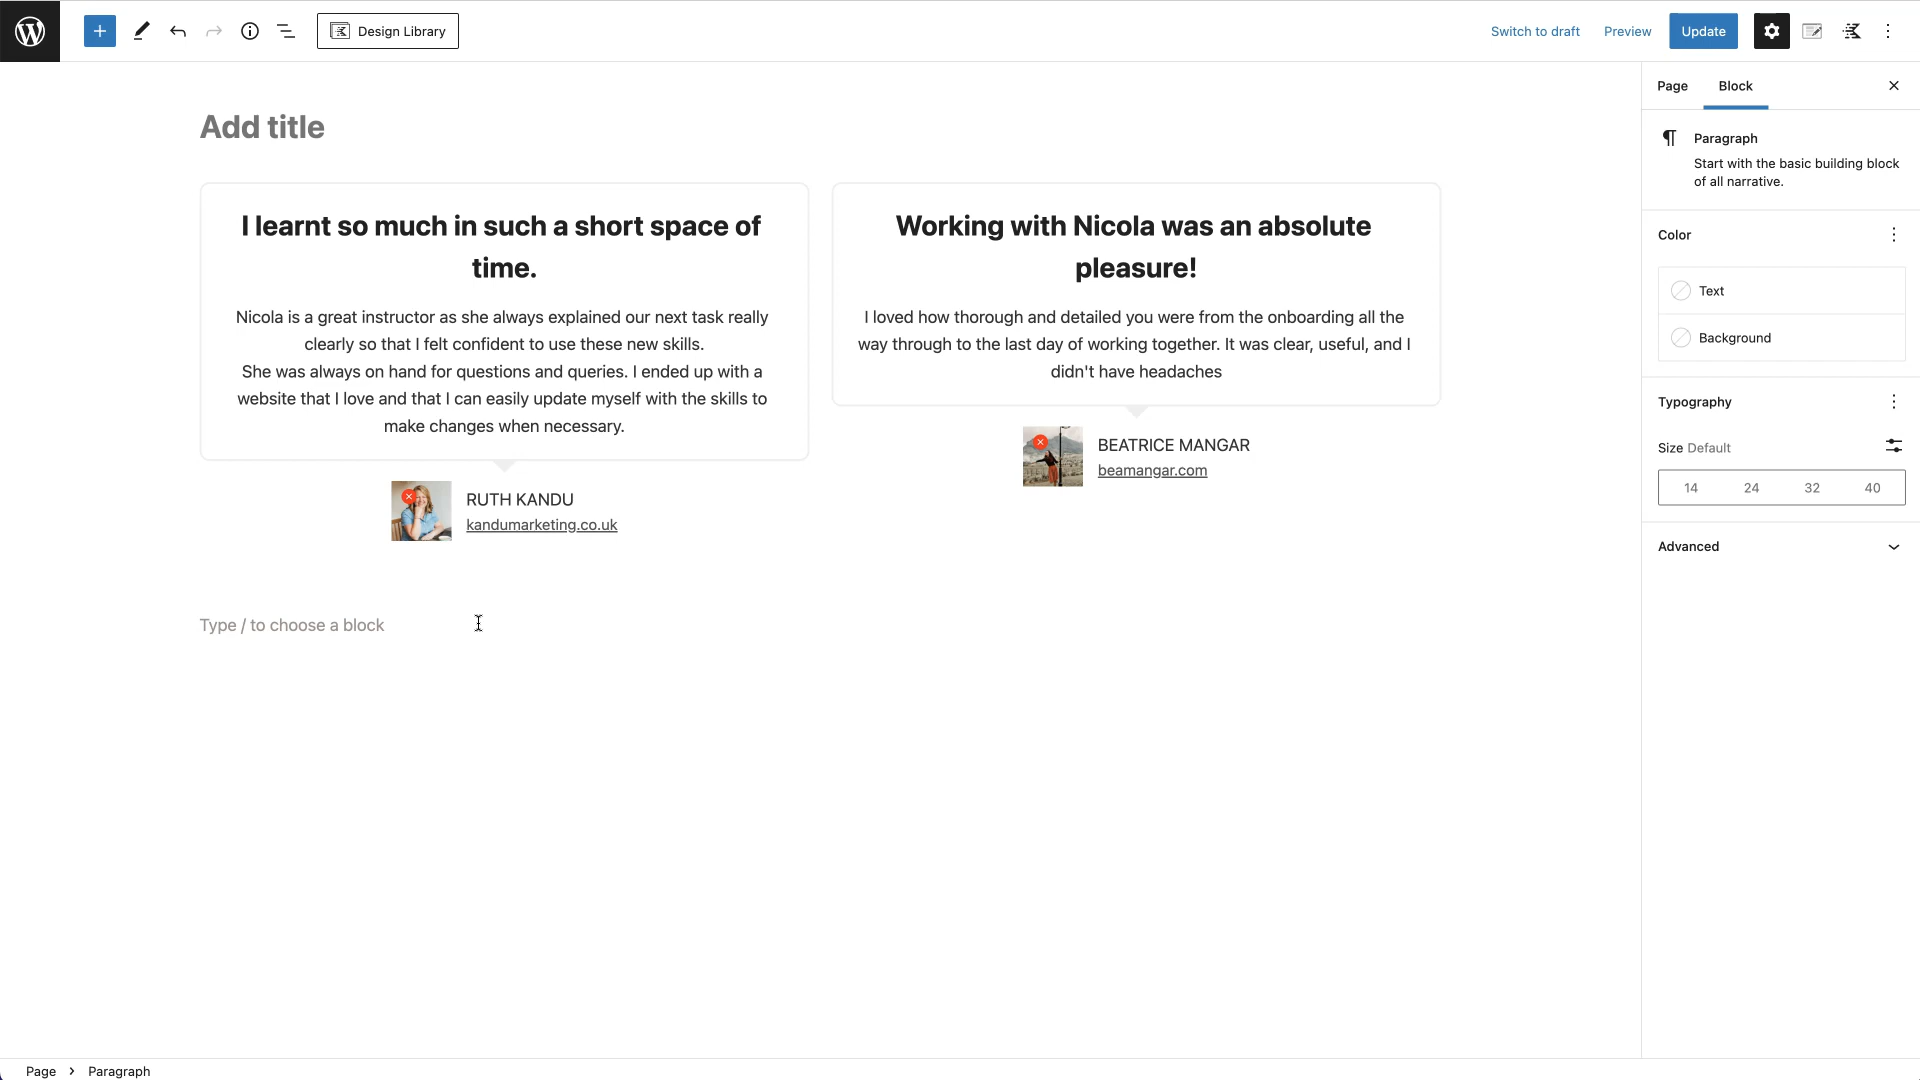 Design Library
Switch to draft
Preview
Update
Page
Block
Add title
I learnt so much in such a short space of
time.
Nicola is a great instructor as she always explained our next task really
clearly so that I felt confident to use these new skills.
She was always on hand for questions and queries. I ended up with a
website that I love and that I can easily update myself with the skills to
make changes when necessary.
RUTH KANDU
kandumarketing.co.uk
Working with Nicola was an absolute
pleasure!
I loved how thorough and detailed you were from the onboarding all the
way through to the last day of working together. It was clear, useful, and I
didn't have headaches
BEATRICE MANGAR
beamangar.com
Type / to choose a block
Paragraph
Start with the basic building block
of all narrative.
Color
Text
Background
Typography
Size Default
14 24 32 40
Advanced
Page > Paragraph